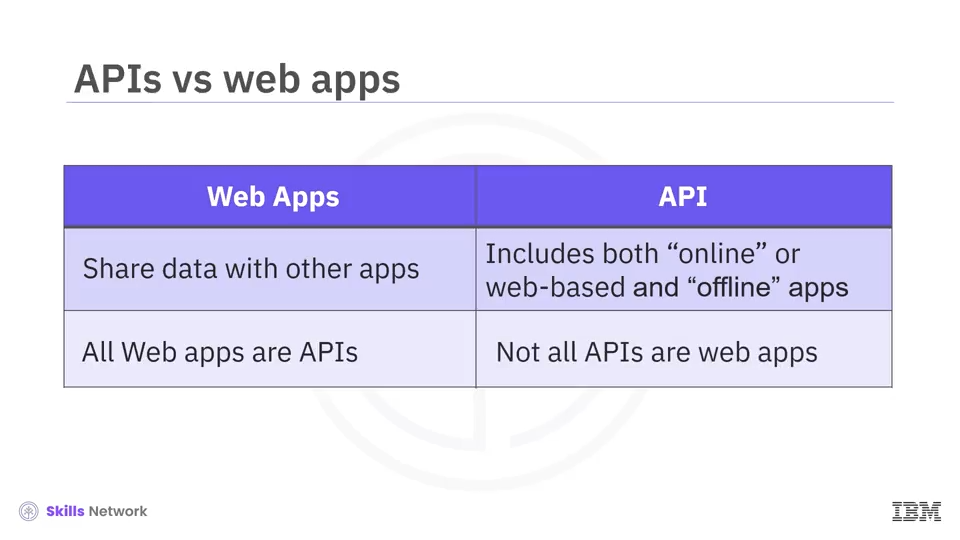 APIs vs web apps
Web Apps
API
Share data with other apps
Includes both “online” or
web-based and “offline” apps
All Web apps are APIs
Not all APIs are web apps
Skills Network
IBM